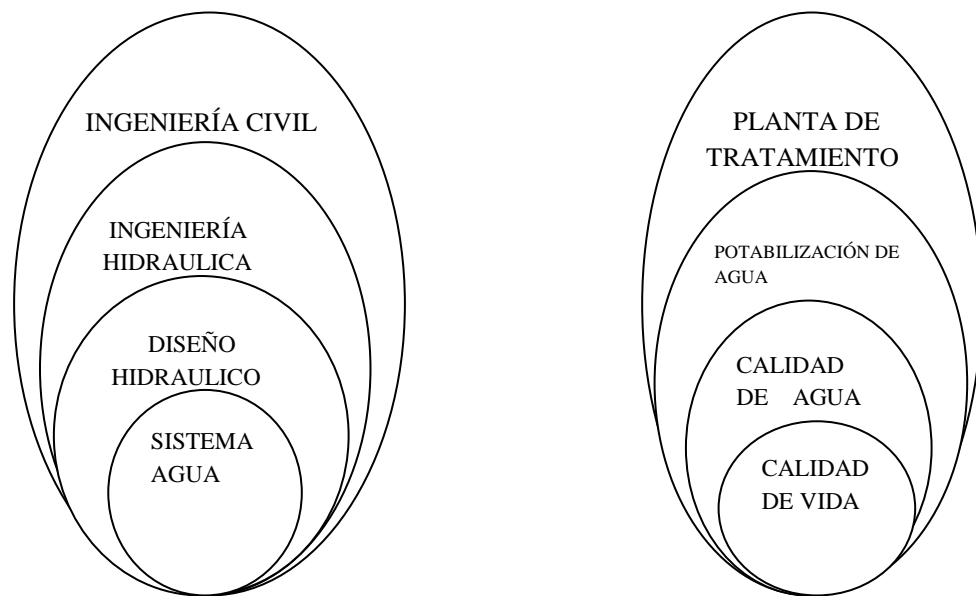 INGENIERÍA CIVIL
INGENIERÍA
HIDRAULICA
DISEÑO
HIDRAULICO
SISTEMA
AGUA
PLANTA DE
TRATAMIENTO
POTABILIZACIÓN DE
AGUA
CALIDAD
DE AGUA
CALIDAD
DE VIDA